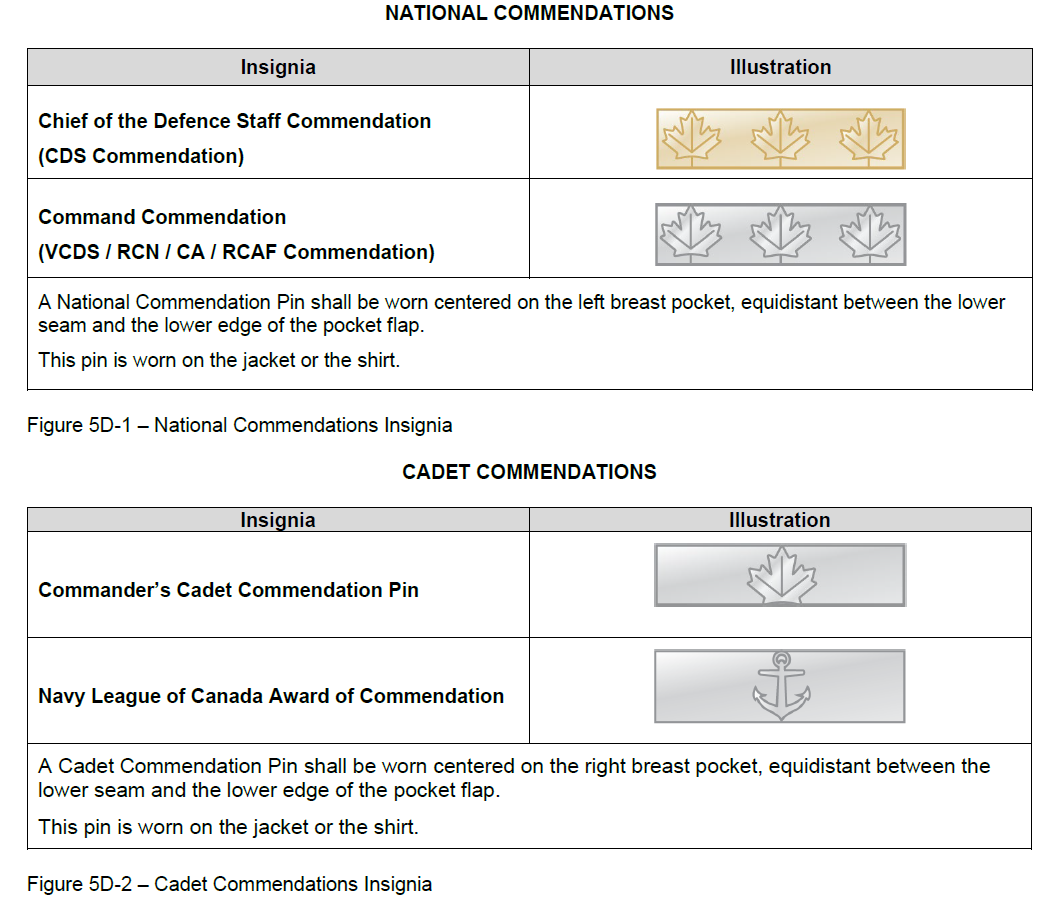 NATIONAL COMMENDATIONS
Insignia
Illustration
Chief of the Defence Staff Commendation
(CDS Commendation)
Command Commendation
(VCDS / RCN / CA / RCAF Commendation)
A National Commendation Pin shall be worn centered on the left breast pocket, equidistant between the lower
seam and the lower edge of the pocket flap.
This pin is worn on the jacket or the shirt.
Figure 5D-1 – National Commendations Insignia
CADET COMMENDATIONS
Insignia
Illustration
Commander’s Cadet Commendation Pin
Navy League of Canada Award of Commendation
A Cadet Commendation Pin shall be worn centered on the right breast pocket, equidistant between the
lower seam and the lower edge of the pocket flap.
This pin is worn on the jacket or the shirt.
Figure 5D-2 – Cadet Commendations Insignia